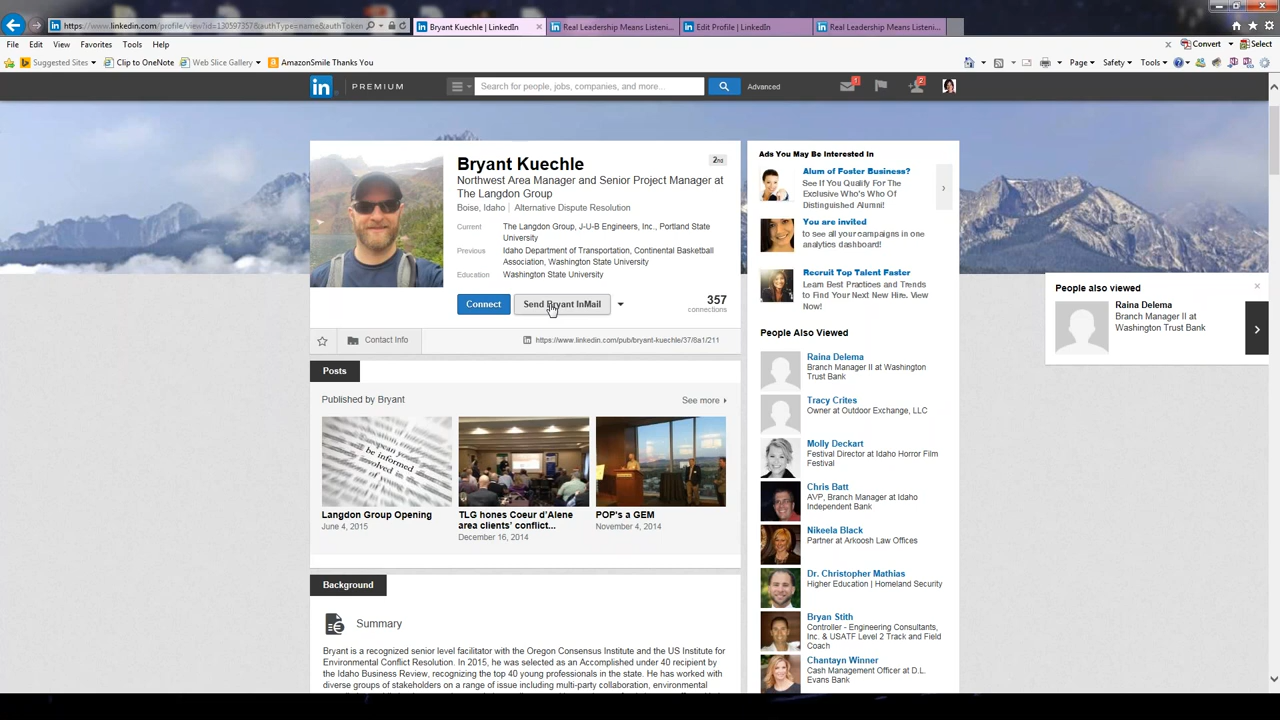 https://www.linkedin.com/profile/view?id=130597357&authType=name&authToken
Bryant Kuechle | LinkedIn
Real Leadership Means Listeni...
Edit Profile | LinkedIn
Real Leadership Means Listeni...
File Edit View Favorites Tools Help
Convert Select
Suggested Sites Clip to OneNote Web Slice Gallery AmazonSmile Thanks You
Page Safety Tools
in PREMIUM
Search for people, jobs, companies, and more...
Advanced
1
2
Bryant Kuechle
2nd
Northwest Area Manager and Senior Project Manager at
The Langdon Group
Boise, Idaho | Alternative Dispute Resolution
Current The Langdon Group, J-U-B Engineers, Inc., Portland State
University
Previous Idaho Department of Transportation, Continental Basketball
Association, Washington State University
Education Washington State University
Connect
Send Bryant InMail
357
connections
Contact Info
https://www.linkedin.com/pub/bryant-kuechle/37/8a1/211
Posts
Published by Bryant
See more
be informed
Langdon Group Opening
June 4, 2015
TLG hones Coeur d'Alene
area clients' conflict...
December 16, 2014
POP's a GEM
November 4, 2014
Background
Summary
Bryant is a recognized senior level facilitator with the Oregon Consensus Institute and the US Institute for
Environmental Conflict Resolution. In 2015, he was selected as an Accomplished under 40 recipient by
the Idaho Business Review, recognizing the top 40 young professionals in the state. He has worked with
diverse groups of stakeholders on a range of issue including multi-party collaboration, environmental
Ads You May Be Interested In
Alum of Foster Business?
See If You Qualify For The
Exclusive Who's Who Of
Distinguished Alumni!
You are invited
to see all your campaigns in one
analytics dashboard!
Recruit Top Talent Faster
Learn Best Practices and Trends
to Find Your Next New Hire. View
Now!
People Also Viewed
Raina Delema
Branch Manager II at Washington
Trust Bank
Tracy Crites
Owner at Outdoor Exchange, LLC
Molly Deckart
Festival Director at Idaho Horror Film
Festival
Chris Batt
AVP, Branch Manager at Idaho
Independent Bank
Nikeela Black
Partner at Arkoosh Law Offices
Dr. Christopher Mathias
Higher Education | Homeland Security
Bryan Stith
Controller - Engineering Consultants,
Inc. & USATF Level 2 Track and Field
Coach
Chantayn Winner
Cash Management Officer at D.L.
Evans Bank
People also viewed
Raina Delema
Branch Manager II at
Washington Trust Bank